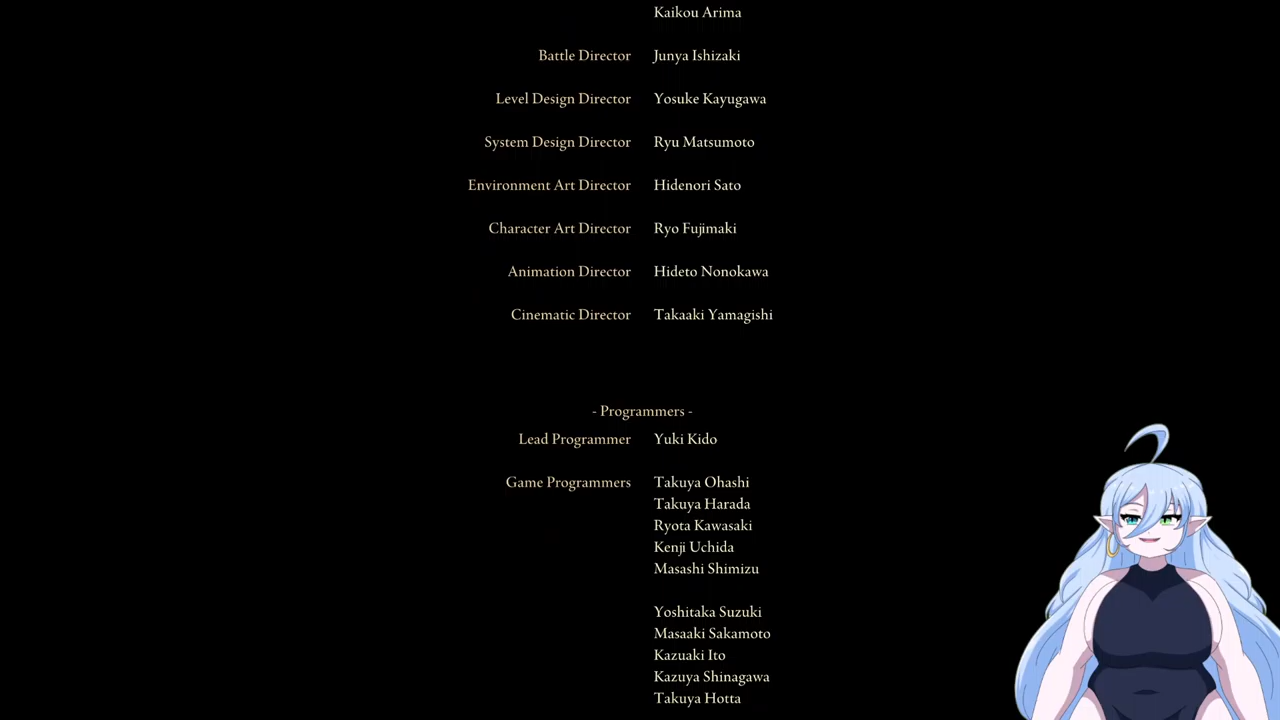 Kaikou Arima
Battle Director Junya Ishizaki
Level Design Director Yosuke Kayugawa
System Design Director Ryu Matsumoto
Environment Art Director Hidenori Sato
Character Art Director Ryo Fujimaki
Animation Director Hideto Nonokawa
Cinematic Director Takaaki Yamagishi
- Programmers -
Lead Programmer Yuki Kido
Game Programmers Takuya Ohashi
Takuya Harada
Ryota Kawasaki
Kenji Uchida
Masashi Shimizu
Yoshitaka Suzuki
Masaaki Sakamoto
Kazuaki Ito
Kazuya Shinagawa
Takuya Hotta